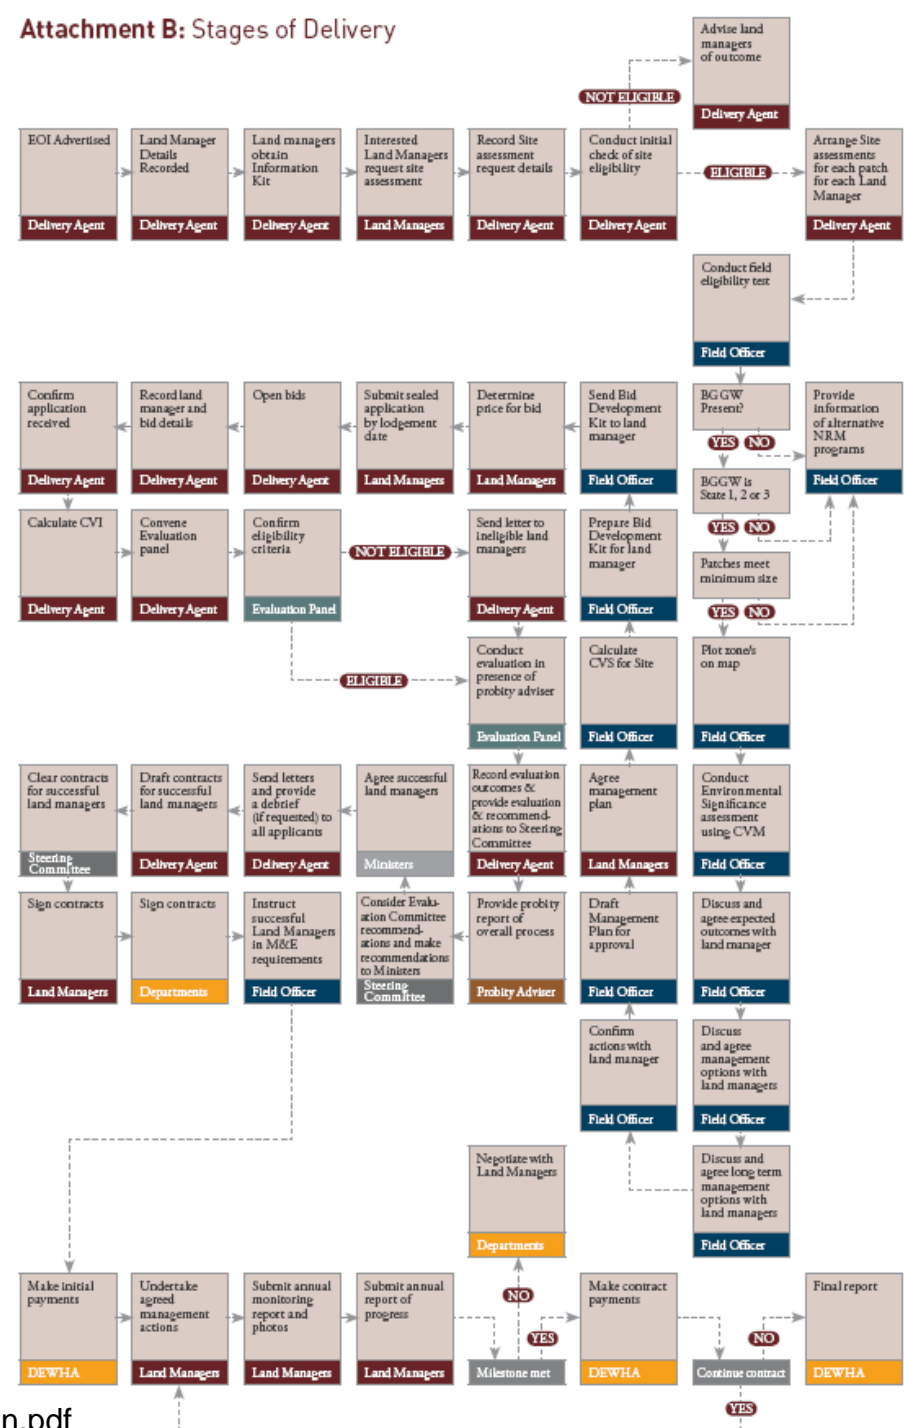 Attachment B: Stages of Delivery
Advise land
managers
of outcome
Delivery Agent
NOT ELIGIBLE
EOI Advertised
Delivery Agent
Land Manager
Details
Recorded
Delivery Agent
Land managers
obtain
Information
Kit
Delivery Agent
Interested
Land Managers
request site
assessment
Land Managers
Record Site
assessment
request details
Delivery Agent
Conduct initial
check of site
eligibility
Delivery Agent
ELIGIBLE
Arrange Site
assessments
for each patch
for each Land
Manager
Delivery Agent
Conduct field
eligibility test
Field Officer
Confirm
application
received
Delivery Agent
Record land
manager and
bid details
Delivery Agent
Open bids
Delivery Agent
Submit sealed
application
by lodgement
date
Land Managers
Determine
price for bid
Land Managers
Send Bid
Development
Kit to land
manager
Field Officer
BGGW
Present?
YES NO
Provide
information
of alternative
NRM
programs
Field Officer
BGGW is
State 1, 2 or 3
YES NO
Patches meet
minimum size
YES NO
Calculate CVI
Delivery Agent
Convene
Evaluation
panel
Delivery Agent
Confirm
eligibility
criteria
Evaluation Panel
NOT ELIGIBLE
Send letter to
ineligible land
managers
Delivery Agent
Prepare Bid
Development
Kit for land
manager
Field Officer
ELIGIBLE
Conduct
evaluation in
presence of
probity adviser
Evaluation Panel
Calculate
CVS for Site
Field Officer
Plot zone/s
on map
Field Officer
Clear contracts
for successful
land managers
Steering
Committee
Draft contracts
for successful
land managers
Delivery Agent
Send letters
and provide
a debrief
(if requested) to
all applicants
Delivery Agent
Agree successful
land managers
Ministers
Record evaluation
outcomes &
provide evaluation
& recommend-
ations to Steering
Committee
Delivery Agent
Agree
management
plan
Land Managers
Conduct
Environmental
Significance
assessment
using CVM
Field Officer
Sign contracts
Land Managers
Sign contracts
Departments
Instruct
successful
Land Managers
in M&E
requirements
Field Officer
Consider Evalu-
ation Committee
recommend-
ations and make
recommendations
to Ministers
Steering
Committee
Provide probity
report of
overall process
Probity Adviser
Draft
Management
Plan for
approval
Field Officer
Discuss and
agree expected
outcomes with
land manager
Field Officer
Confirm
actions with
land manager
Field Officer
Discuss
and agree
management
options with
land managers
Field Officer
Negotiate with
Land Managers
Departments
Discuss and
agree long term
management
options with
land managers
Field Officer
Make initial
payments
DEWHA
Undertake
agreed
management
actions
Land Managers
Submit annual
monitoring
report and
photos
Land Managers
Submit annual
report of
progress
Land Managers
NO
YES
Milestone met
Make contract
payments
DEWHA
NO
Continue contract
YES
Final report
DEWHA
n.pdf